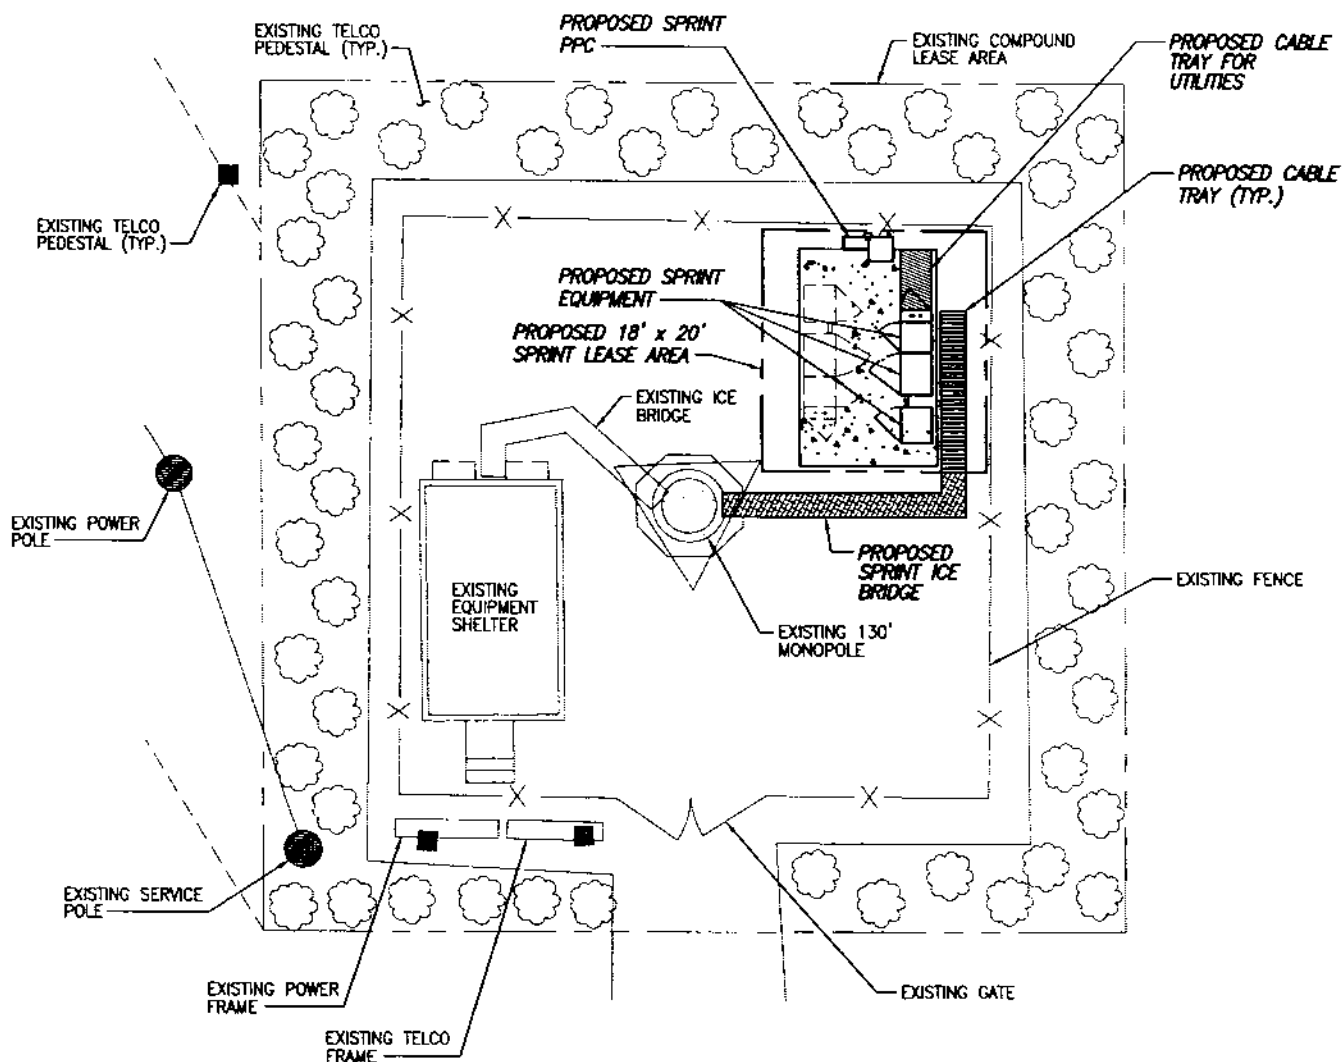 EXISTING TELCO
PEDESTAL (TYP.)
PROPOSED SPRINT
PPC
EXISTING COMPOUND
LEASE AREA
PROPOSED CABLE
TRAY FOR
UTILITIES
EXISTING TELCO
PEDESTAL (TYP.)
PROPOSED CABLE
TRAY (TYP.)
PROPOSED SPRINT
EQUIPMENT
PROPOSED 18' x 20'
SPRINT LEASE AREA
EXISTING ICE
BRIDGE
EXISTING POWER
POLE
EXISTING
EQUIPMENT
SHELTER
PROPOSED
SPRINT ICE
BRIDGE
EXISTING FENCE
EXISTING 130'
MONOPOLE
EXISTING SERVICE
POLE
EXISTING POWER
FRAME
EXISTING GATE
EXISTING TELCO
FRAME